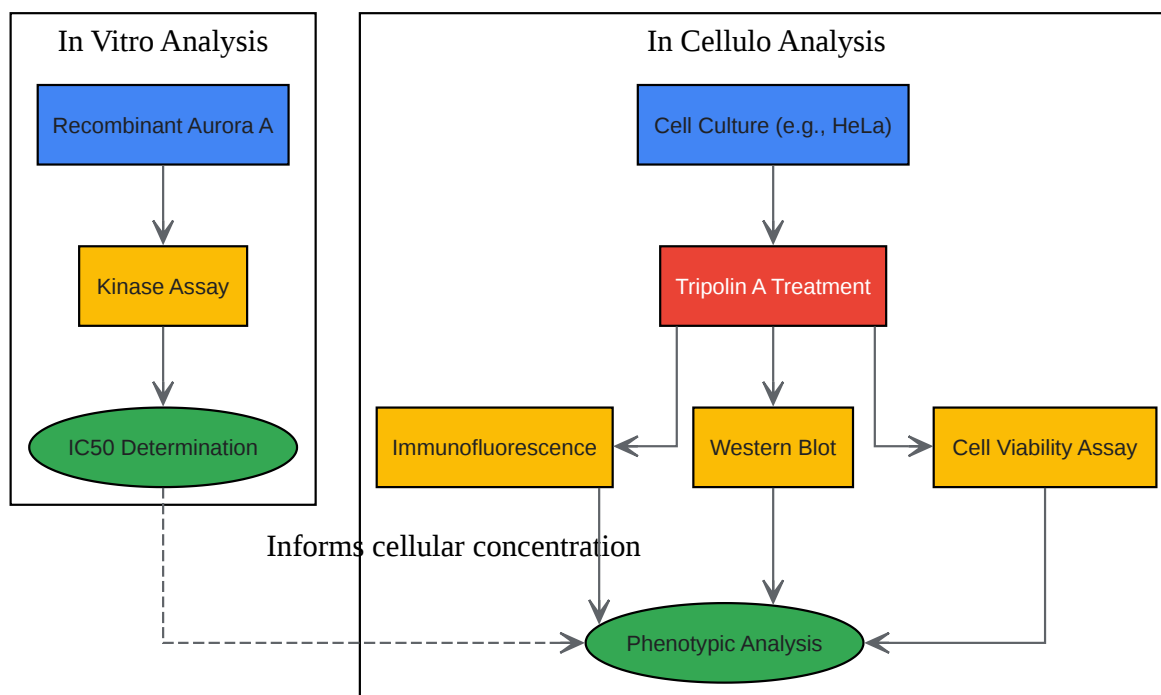 In Vitro Analysis
Recombinant Aurora A
Kinase Assay
IC50 Determination
In Cellulo Analysis
Cell Culture (e.g., HeLa)
Tripolin A Treatment
Immunofluorescence
Western Blot
Cell Viability Assay
Informs cellular concentration
Phenotypic Analysis